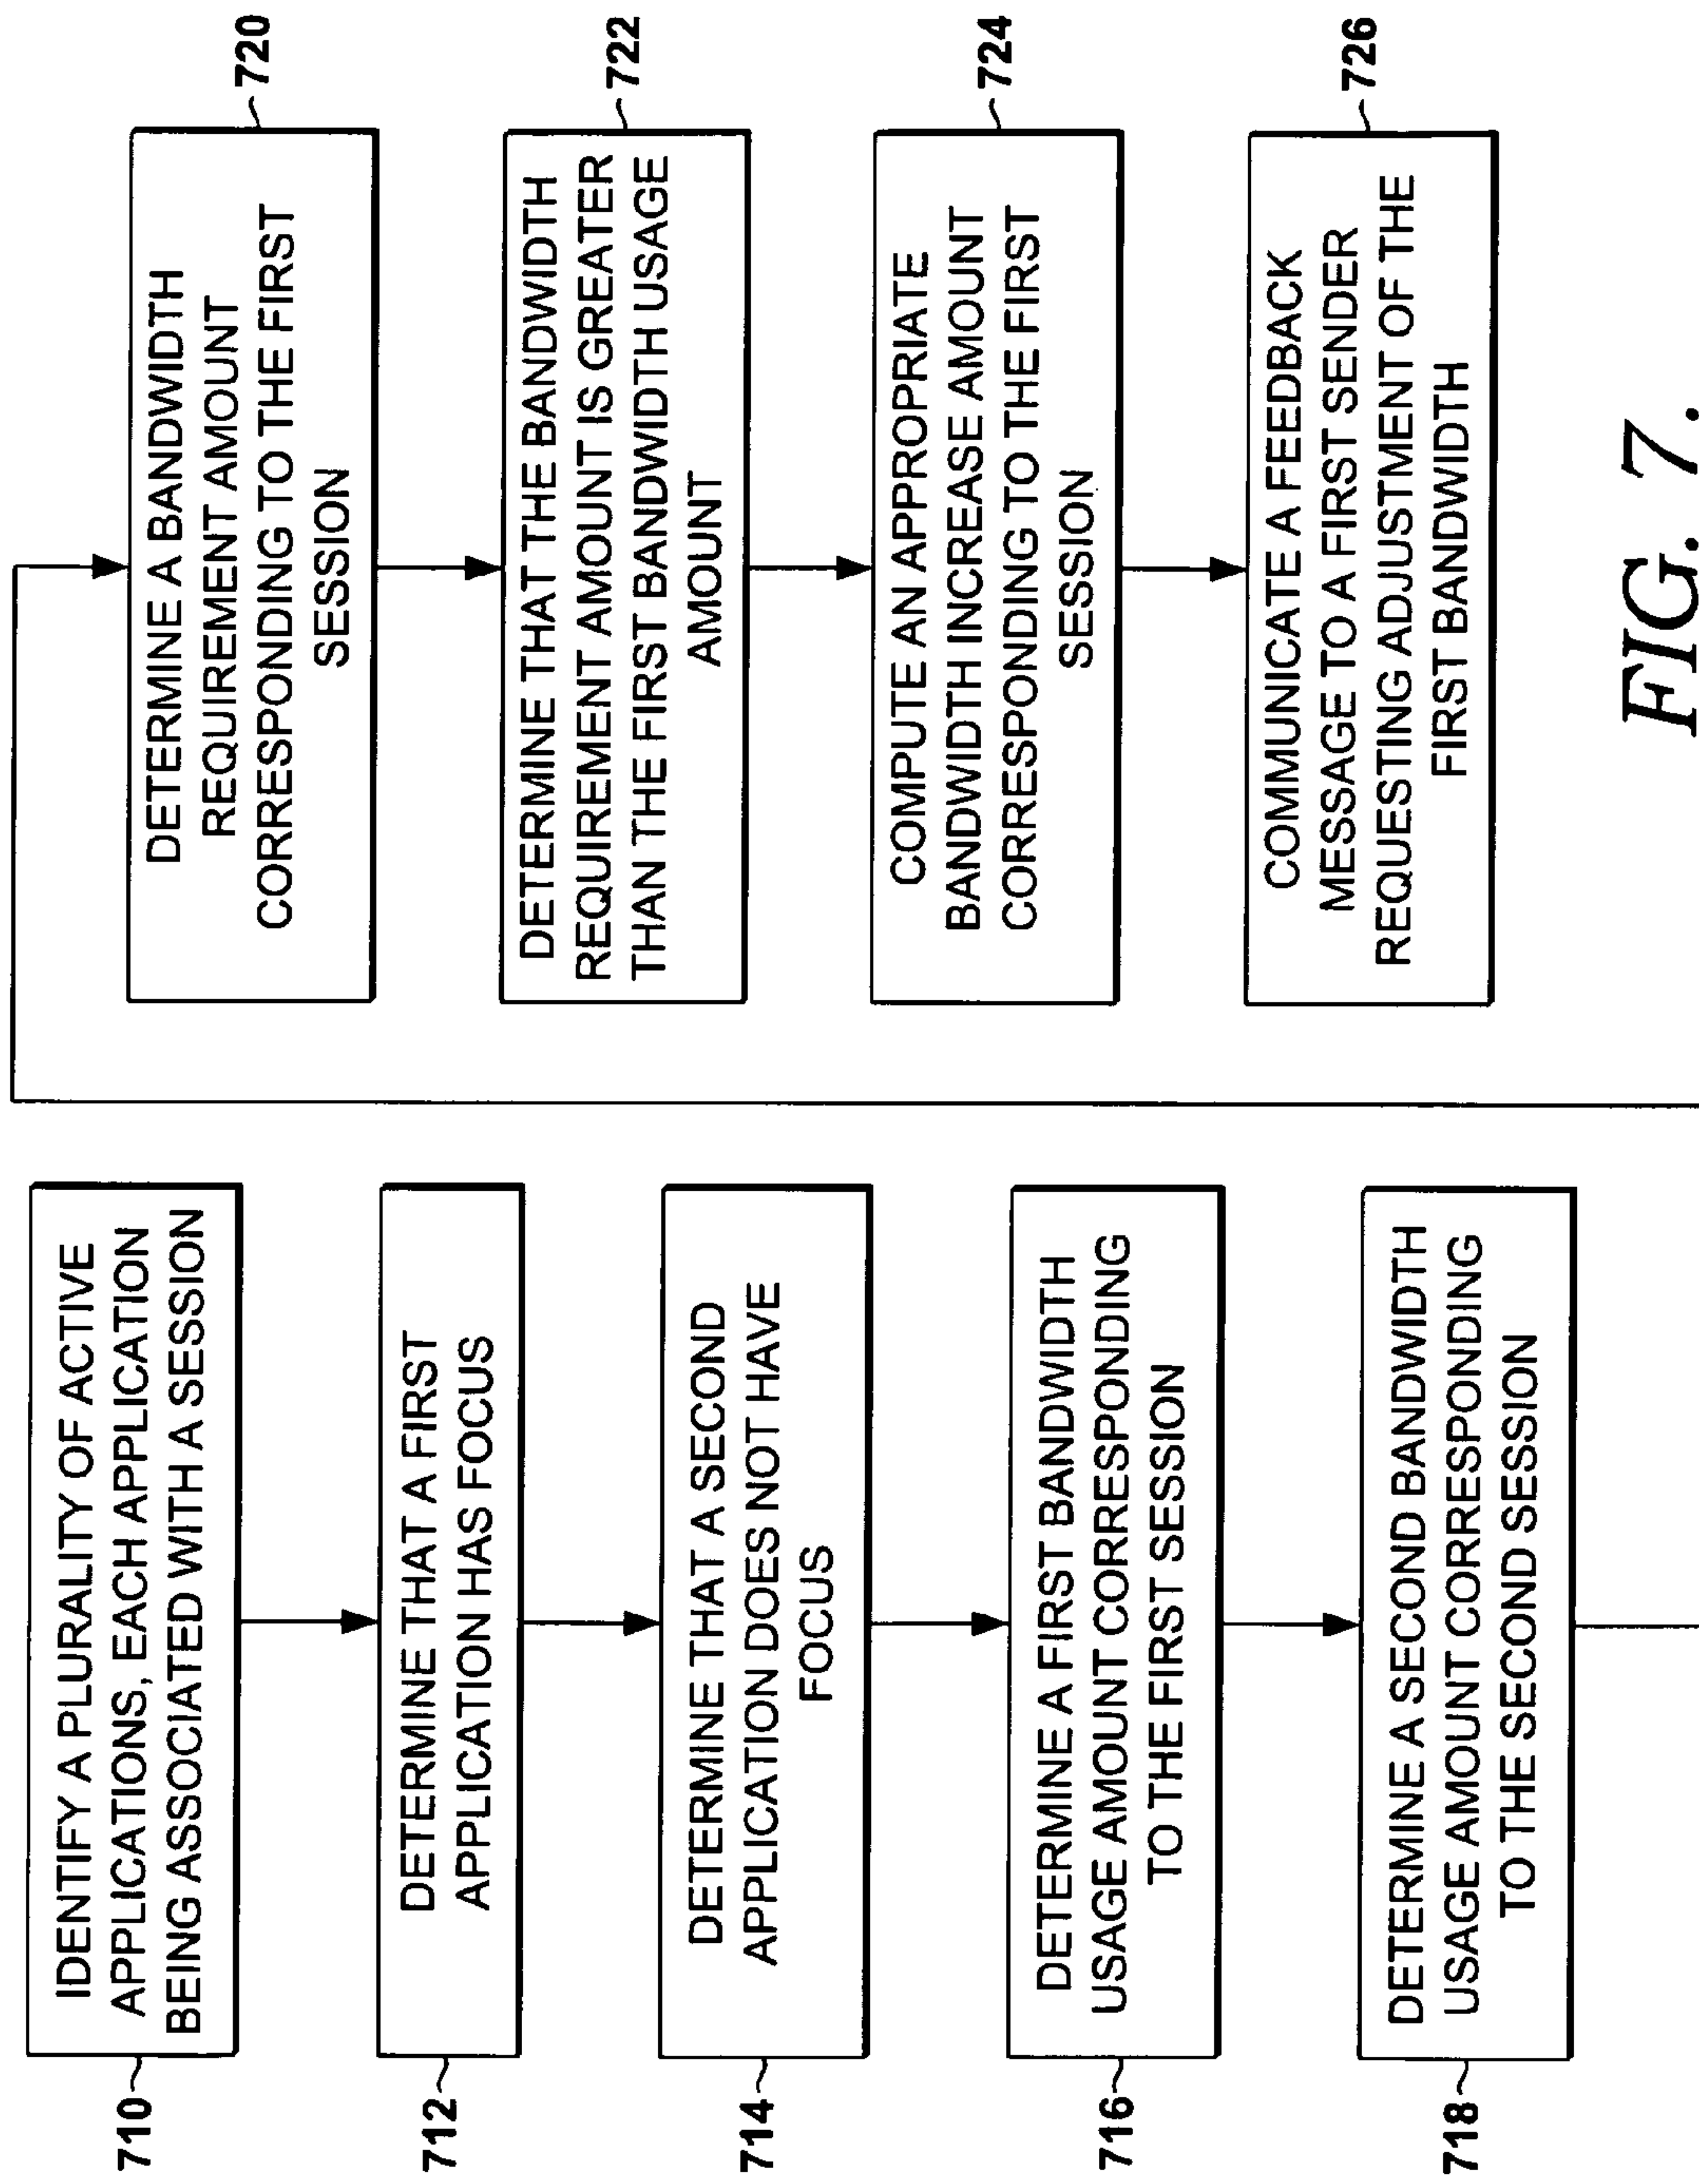 710
IDENTIFY A PLURALITY OF ACTIVE
APPLICATIONS, EACH APPLICATION
BEING ASSOCIATED WITH A SESSION
712
DETERMINE THAT A FIRST
APPLICATION HAS FOCUS
714
DETERMINE THAT A SECOND
APPLICATION DOES NOT HAVE
FOCUS
716
DETERMINE A FIRST BANDWIDTH
USAGE AMOUNT CORRESPONDING
TO THE FIRST SESSION
718
DETERMINE A SECOND BANDWIDTH
USAGE AMOUNT CORRESPONDING
TO THE SECOND SESSION
720
DETERMINE A BANDWIDTH
REQUIREMENT AMOUNT
CORRESPONDING TO THE FIRST
SESSION
722
DETERMINE THAT THE BANDWIDTH
REQUIREMENT AMOUNT IS GREATER
THAN THE FIRST BANDWIDTH USAGE
AMOUNT
724
COMPUTE AN APPROPRIATE
BANDWIDTH INCREASE AMOUNT
CORRESPONDING TO THE FIRST
SESSION
726
COMMUNICATE A FEEDBACK
MESSAGE TO A FIRST SENDER
REQUESTING ADJUSTMENT OF THE
FIRST BANDWIDTH
FIG. 7.